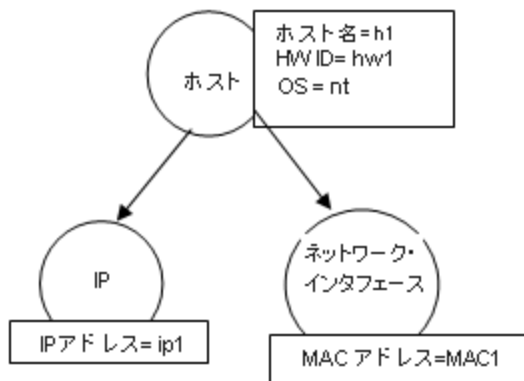 ホスト
ホスト名=h1
HW ID= hw1
OS = nt
IP
IPアドレス= ip1
ネットワーク・
インタフェース
MAC アドレス=MAC1